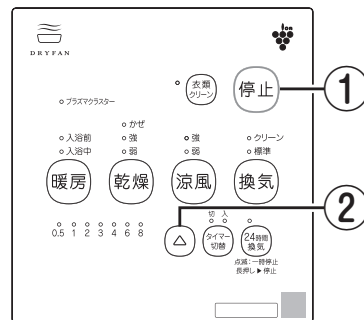 DRYFAN
衣類
クリーン
停止
①
プラズマクラスター
かぜ
入浴前 強 強 クリーン
入浴中 弱 弱 標準
暖房 乾燥 涼風 換気
切 入
②
0.5 1 2 3 4 6 8
△
タイマー
切替
24時間
換気
点滅:一時停止
長押し▶停止